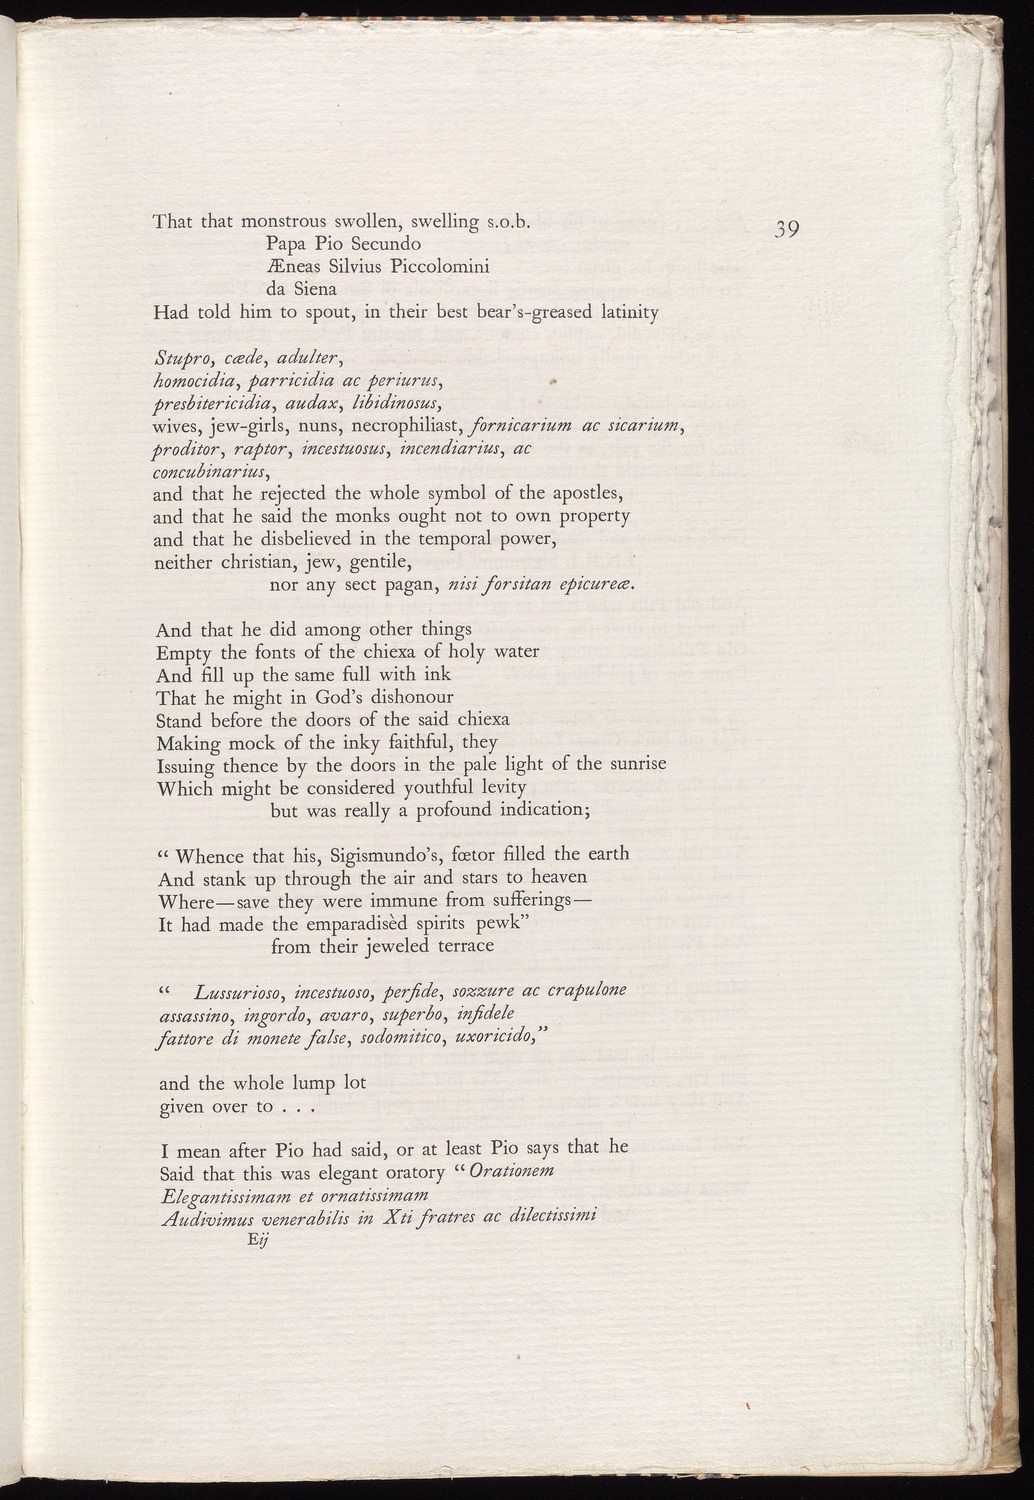 39
That that monstrous swollen, swelling s.o.b.
Papa Pio Secundo
Æneas Silvius Piccolomini
da Siena
Had told him to spout, in their best bear's-greased latinity
Stupro, cæde, adulter,
homocidia, parricidia ac periurus,
presbitericidia, audax, libidinosus,
wives, jew-girls, nuns, necrophiliast, fornicarium ac sicarium,
proditor, raptor, incestuosus, incendiarius, ac
concubinarius,
and that he rejected the whole symbol of the apostles,
and that he said the monks ought not to own property
and that he disbelieved in the temporal power,
neither christian, jew, gentile,
nor any sect pagan, nisi forsitan epicureæ.
And that he did among other things
Empty the fonts of the chiexa of holy water
And fill up the same full with ink
That he might in God's dishonour
Stand before the doors of the said chiexa
Making mock of the inky faithful, they
Issuing thence by the doors in the pale light of the sunrise
Which might be considered youthful levity
but was really a profound indication;
“ Whence that his, Sigismundo's, fœtor filled the earth
And stank up through the air and stars to heaven
Where—save they were immune from sufferings—
It had made the emparadisèd spirits pewk”
from their jeweled terrace
“ Lussurioso, incestuoso, perfide, sozzure ac crapulone
assassino, ingordo, avaro, superbo, infidele
fattore di monete false, sodomitico, uxoricido,”
and the whole lump lot
given over to . . .
I mean after Pio had said, or at least Pio says that he
Said that this was elegant oratory “Orationem
Elegantissimam et ornatissimam
Audivimus venerabilis in Xti fratres ac dilectissimi
Eij